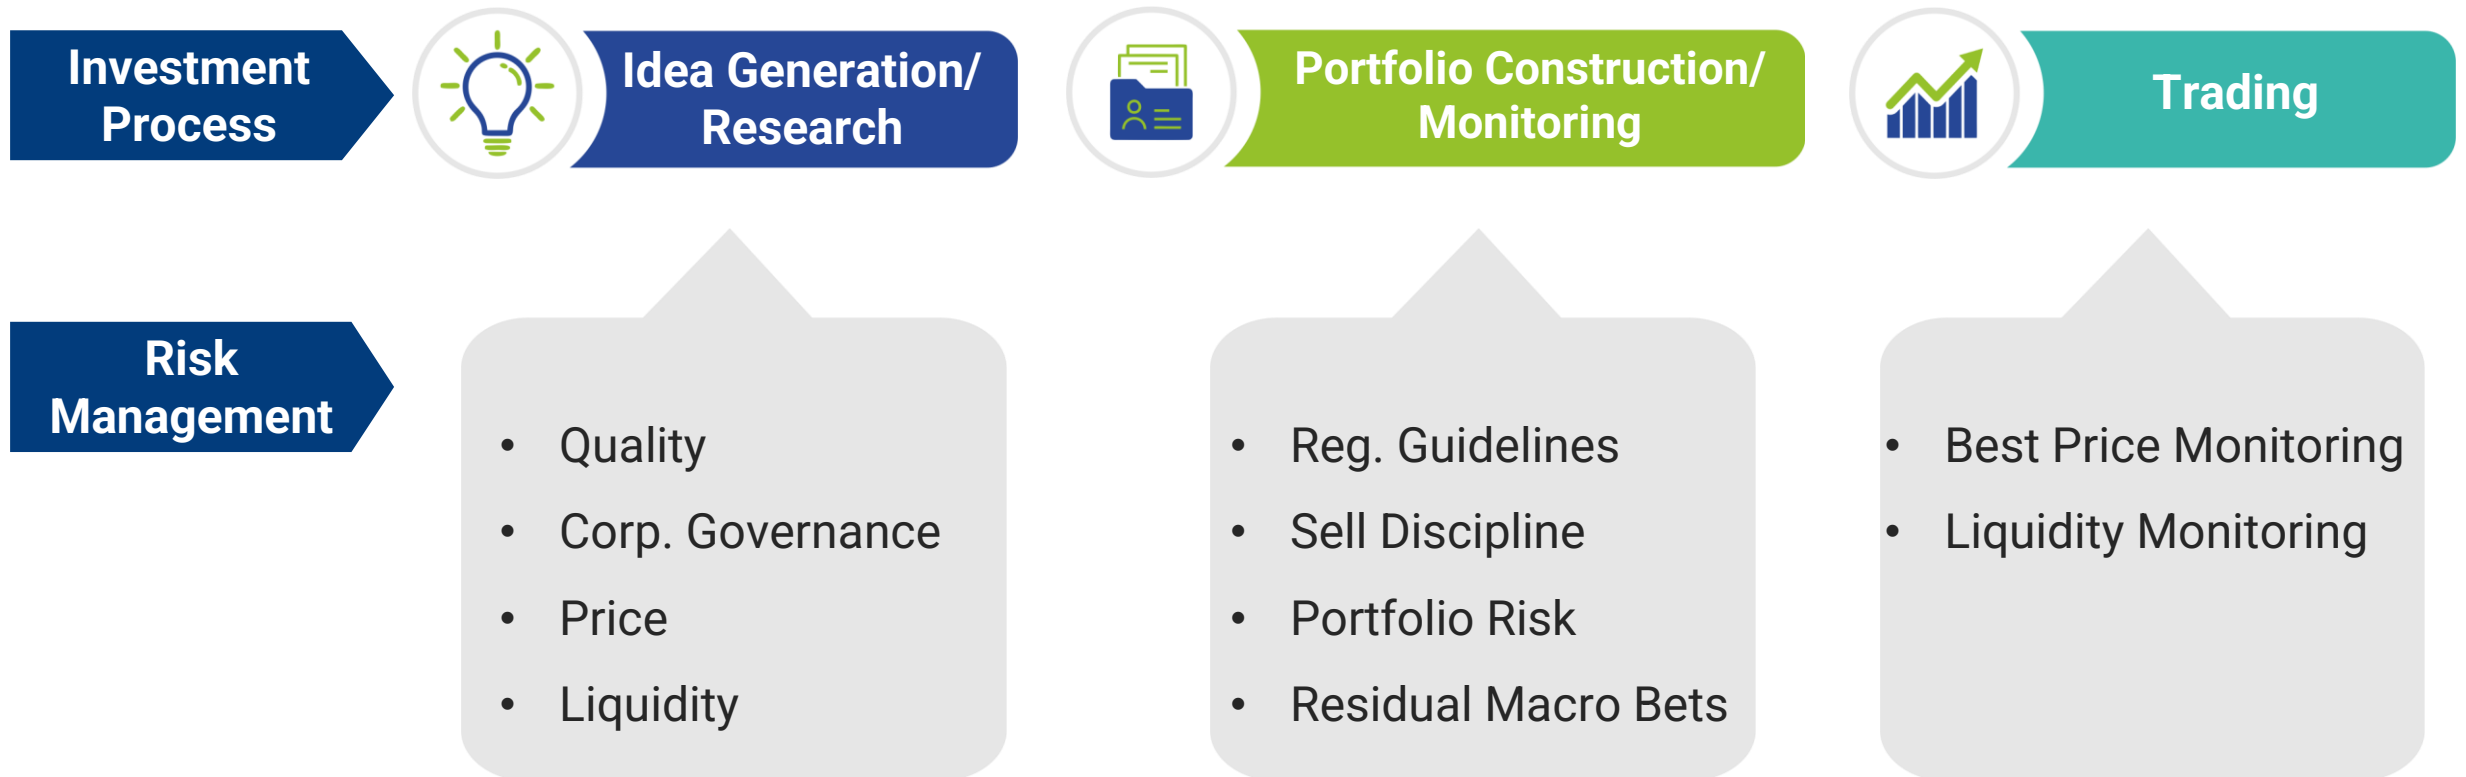 Investment
Process
Idea Generation/
Research
Portfolio Construction/
Monitoring
Trading
Risk
Management
• Quality
• Corp. Governance
• Price
• Liquidity
• Reg. Guidelines
• Sell Discipline
• Portfolio Risk
• Residual Macro Bets
• Best Price Monitoring
• Liquidity Monitoring